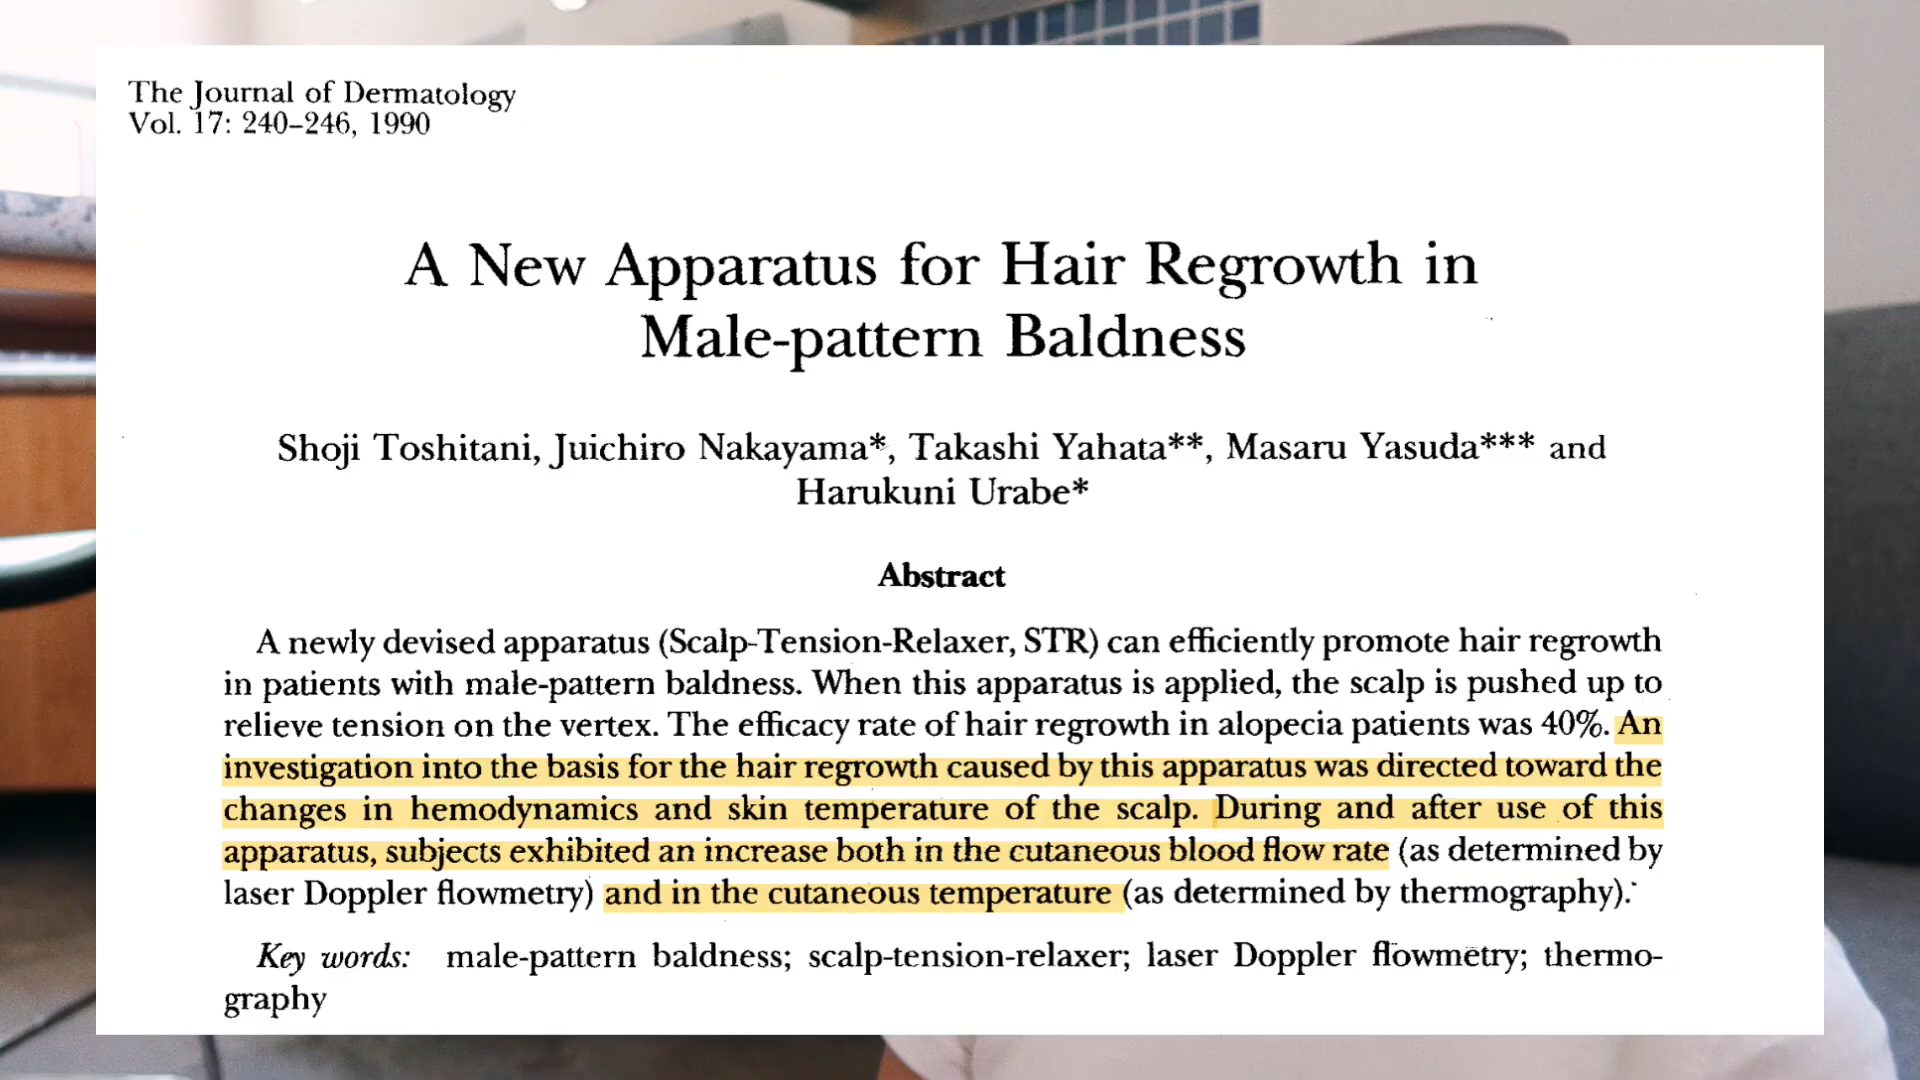 The Journal of Dermatology
Vol. 17: 240–246, 1990
A New Apparatus for Hair Regrowth in
Male-pattern Baldness
Shoji Toshitani, Juichiro Nakayama*, Takashi Yahata**, Masaru Yasuda*** and
Harukuni Urabe*
Abstract
A newly devised apparatus (Scalp-Tension-Relaxer, STR) can efficiently promote hair regrowth
in patients with male-pattern baldness. When this apparatus is applied, the scalp is pushed up to
relieve tension on the vertex. The efficacy rate of hair regrowth in alopecia patients was 40%. An
investigation into the basis for the hair regrowth caused by this apparatus was directed toward the
changes in hemodynamics and skin temperature of the scalp. During and after use of this
apparatus, subjects exhibited an increase both in the cutaneous blood flow rate (as determined by
laser Doppler flowmetry) and in the cutaneous temperature (as determined by thermography).
Key words: male-pattern baldness; scalp-tension-relaxer; laser Doppler flowmetry; thermo-
graphy